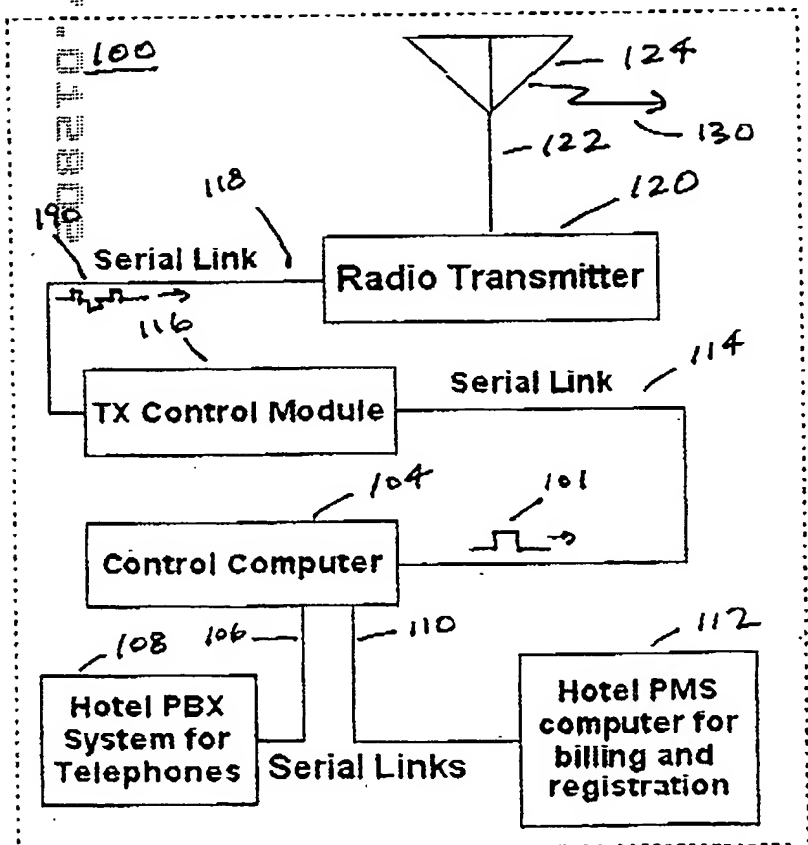 100
124
130
122
120
118
190
Serial Link
Radio Transmitter
116
114
Serial Link
TX Control Module
104
101
Control Computer
108
106
110
112
Hotel PBX
System for
Telephones
Serial Links
Hotel PMS
computer for
billing and
registration